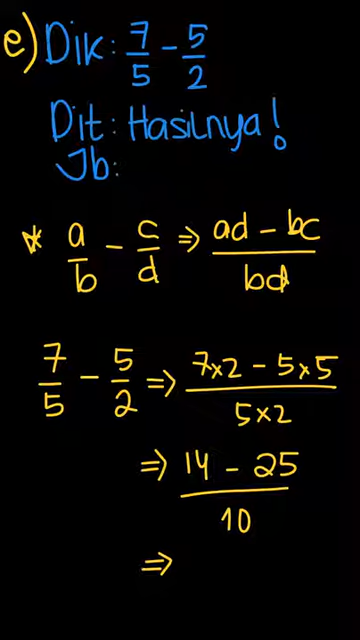 e) Dik: 7/5 - 5/2
Dit: Hasilnya!
Jb:
* a/b - c/d => (ad - bc)/bd
7/5 - 5/2 => (7x2 - 5x5)/(5x2)
=> (14 - 25)/10
=>